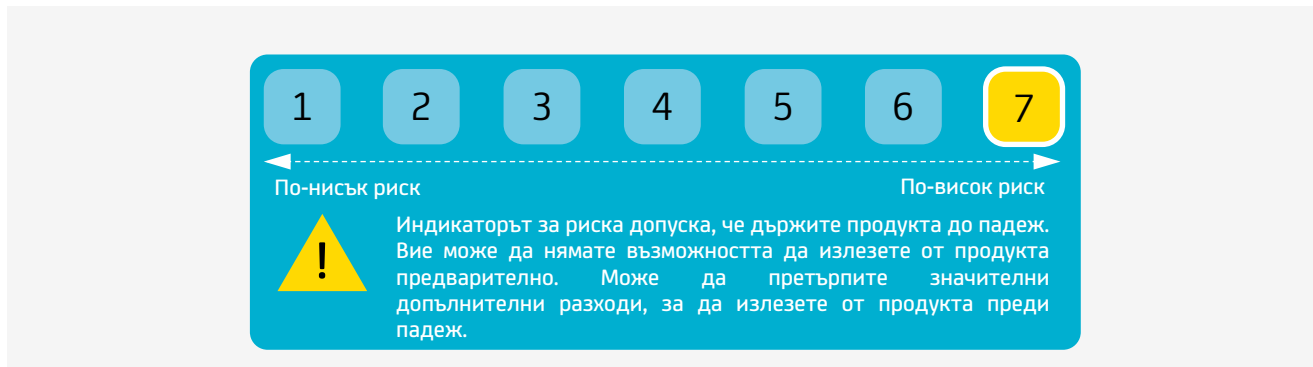 1 2 3 4 5 6 7
По-нисък риск По-висок риск
! Индикаторът за риска допуска, че държите продукта до падеж.
Вие може да нямате възможността да излезете от продукта
предварително. Може да претърпите значителни
допълнителни разходи, за да излезете от продукта преди
падеж.